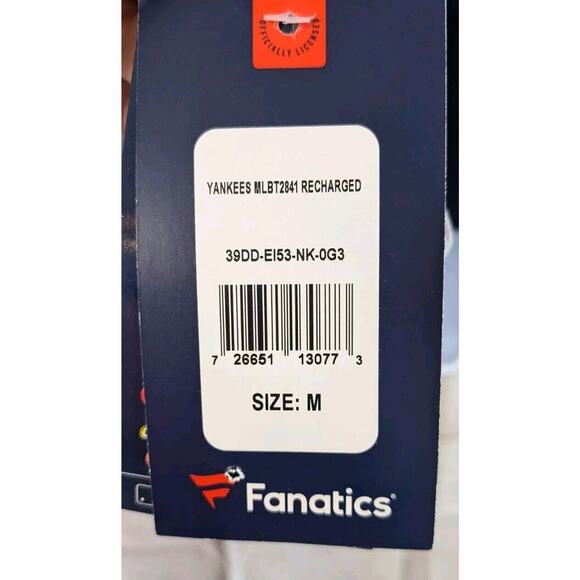 OFFICIALLY LICENSED
YANKEES MLBT2841 RECHARGED
39DD-EI53-NK-0G3
7 26651 13077 3
SIZE: M
Fanatics